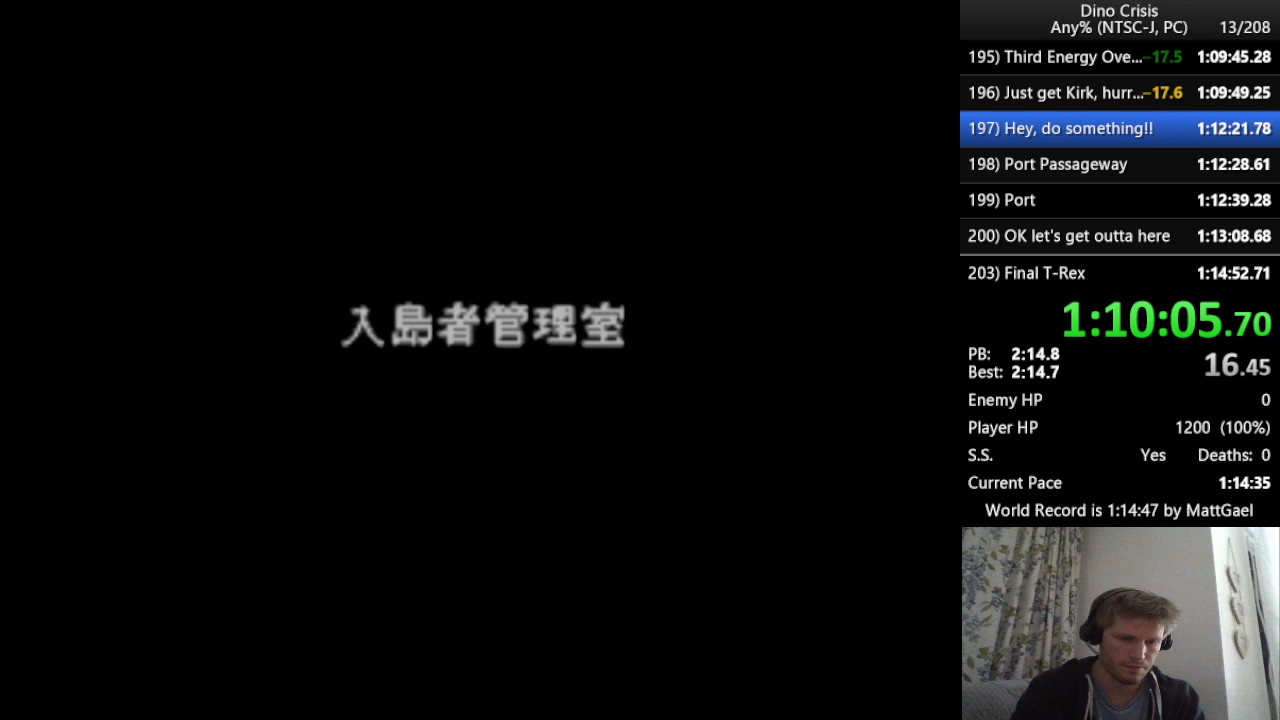 入島者管理室
Dino Crisis
Any% (NTSC-J, PC) 13/208
195) Third Energy Ove... -17.5 1:09:45.28
196) Just get Kirk, hurr... -17.6 1:09:49.25
197) Hey, do something!! 1:12:21.78
198) Port Passageway 1:12:28.61
199) Port 1:12:39.28
200) OK let's get outta here 1:13:08.68
203) Final T-Rex 1:14:52.71
1:10:05.70
PB: 2:14.8 16.45
Best: 2:14.7
Enemy HP 0
Player HP 1200 (100%)
S.S. Yes Deaths: 0
Current Pace 1:14:35
World Record is 1:14:47 by MattGael